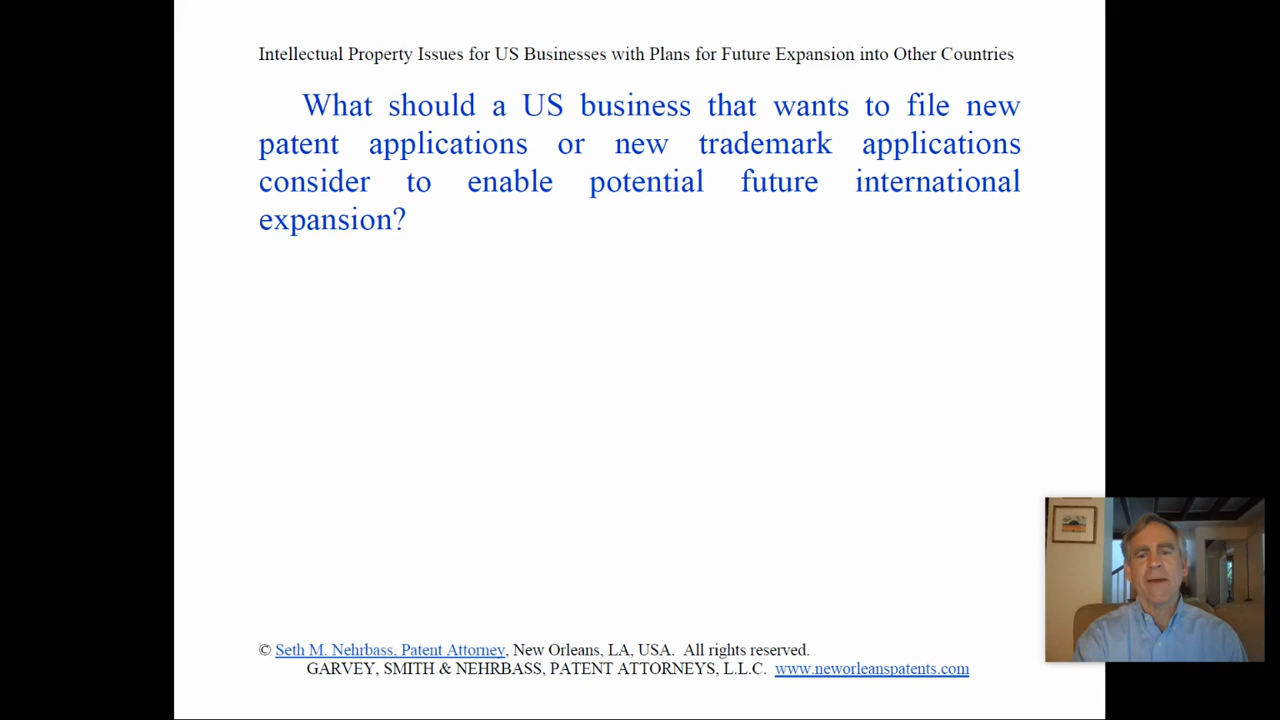 Intellectual Property Issues for US Businesses with Plans for Future Expansion into Other Countries
What should a US business that wants to file new
patent applications or new trademark applications
consider to enable potential future international
expansion?
© Seth M. Nehrbass, Patent Attorney, New Orleans, LA, USA. All rights reserved.
GARVEY, SMITH & NEHRBASS, PATENT ATTORNEYS, L.L.C. www.neworleanspatents.com